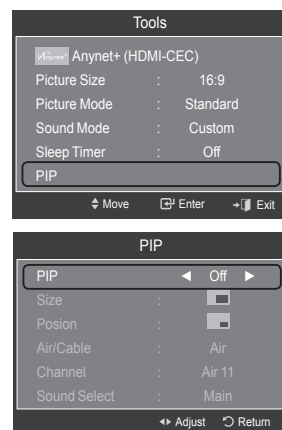 Tools
Anynet+ Anynet+ (HDMI-CEC)
Picture Size : 16:9
Picture Mode : Standard
Sound Mode : Custom
Sleep Timer : Off
PIP
Move Enter Exit
PIP
PIP Off
Size :
Posion :
Air/Cable : Air
Channel : Air 11
Sound Select : Main
Adjust Return